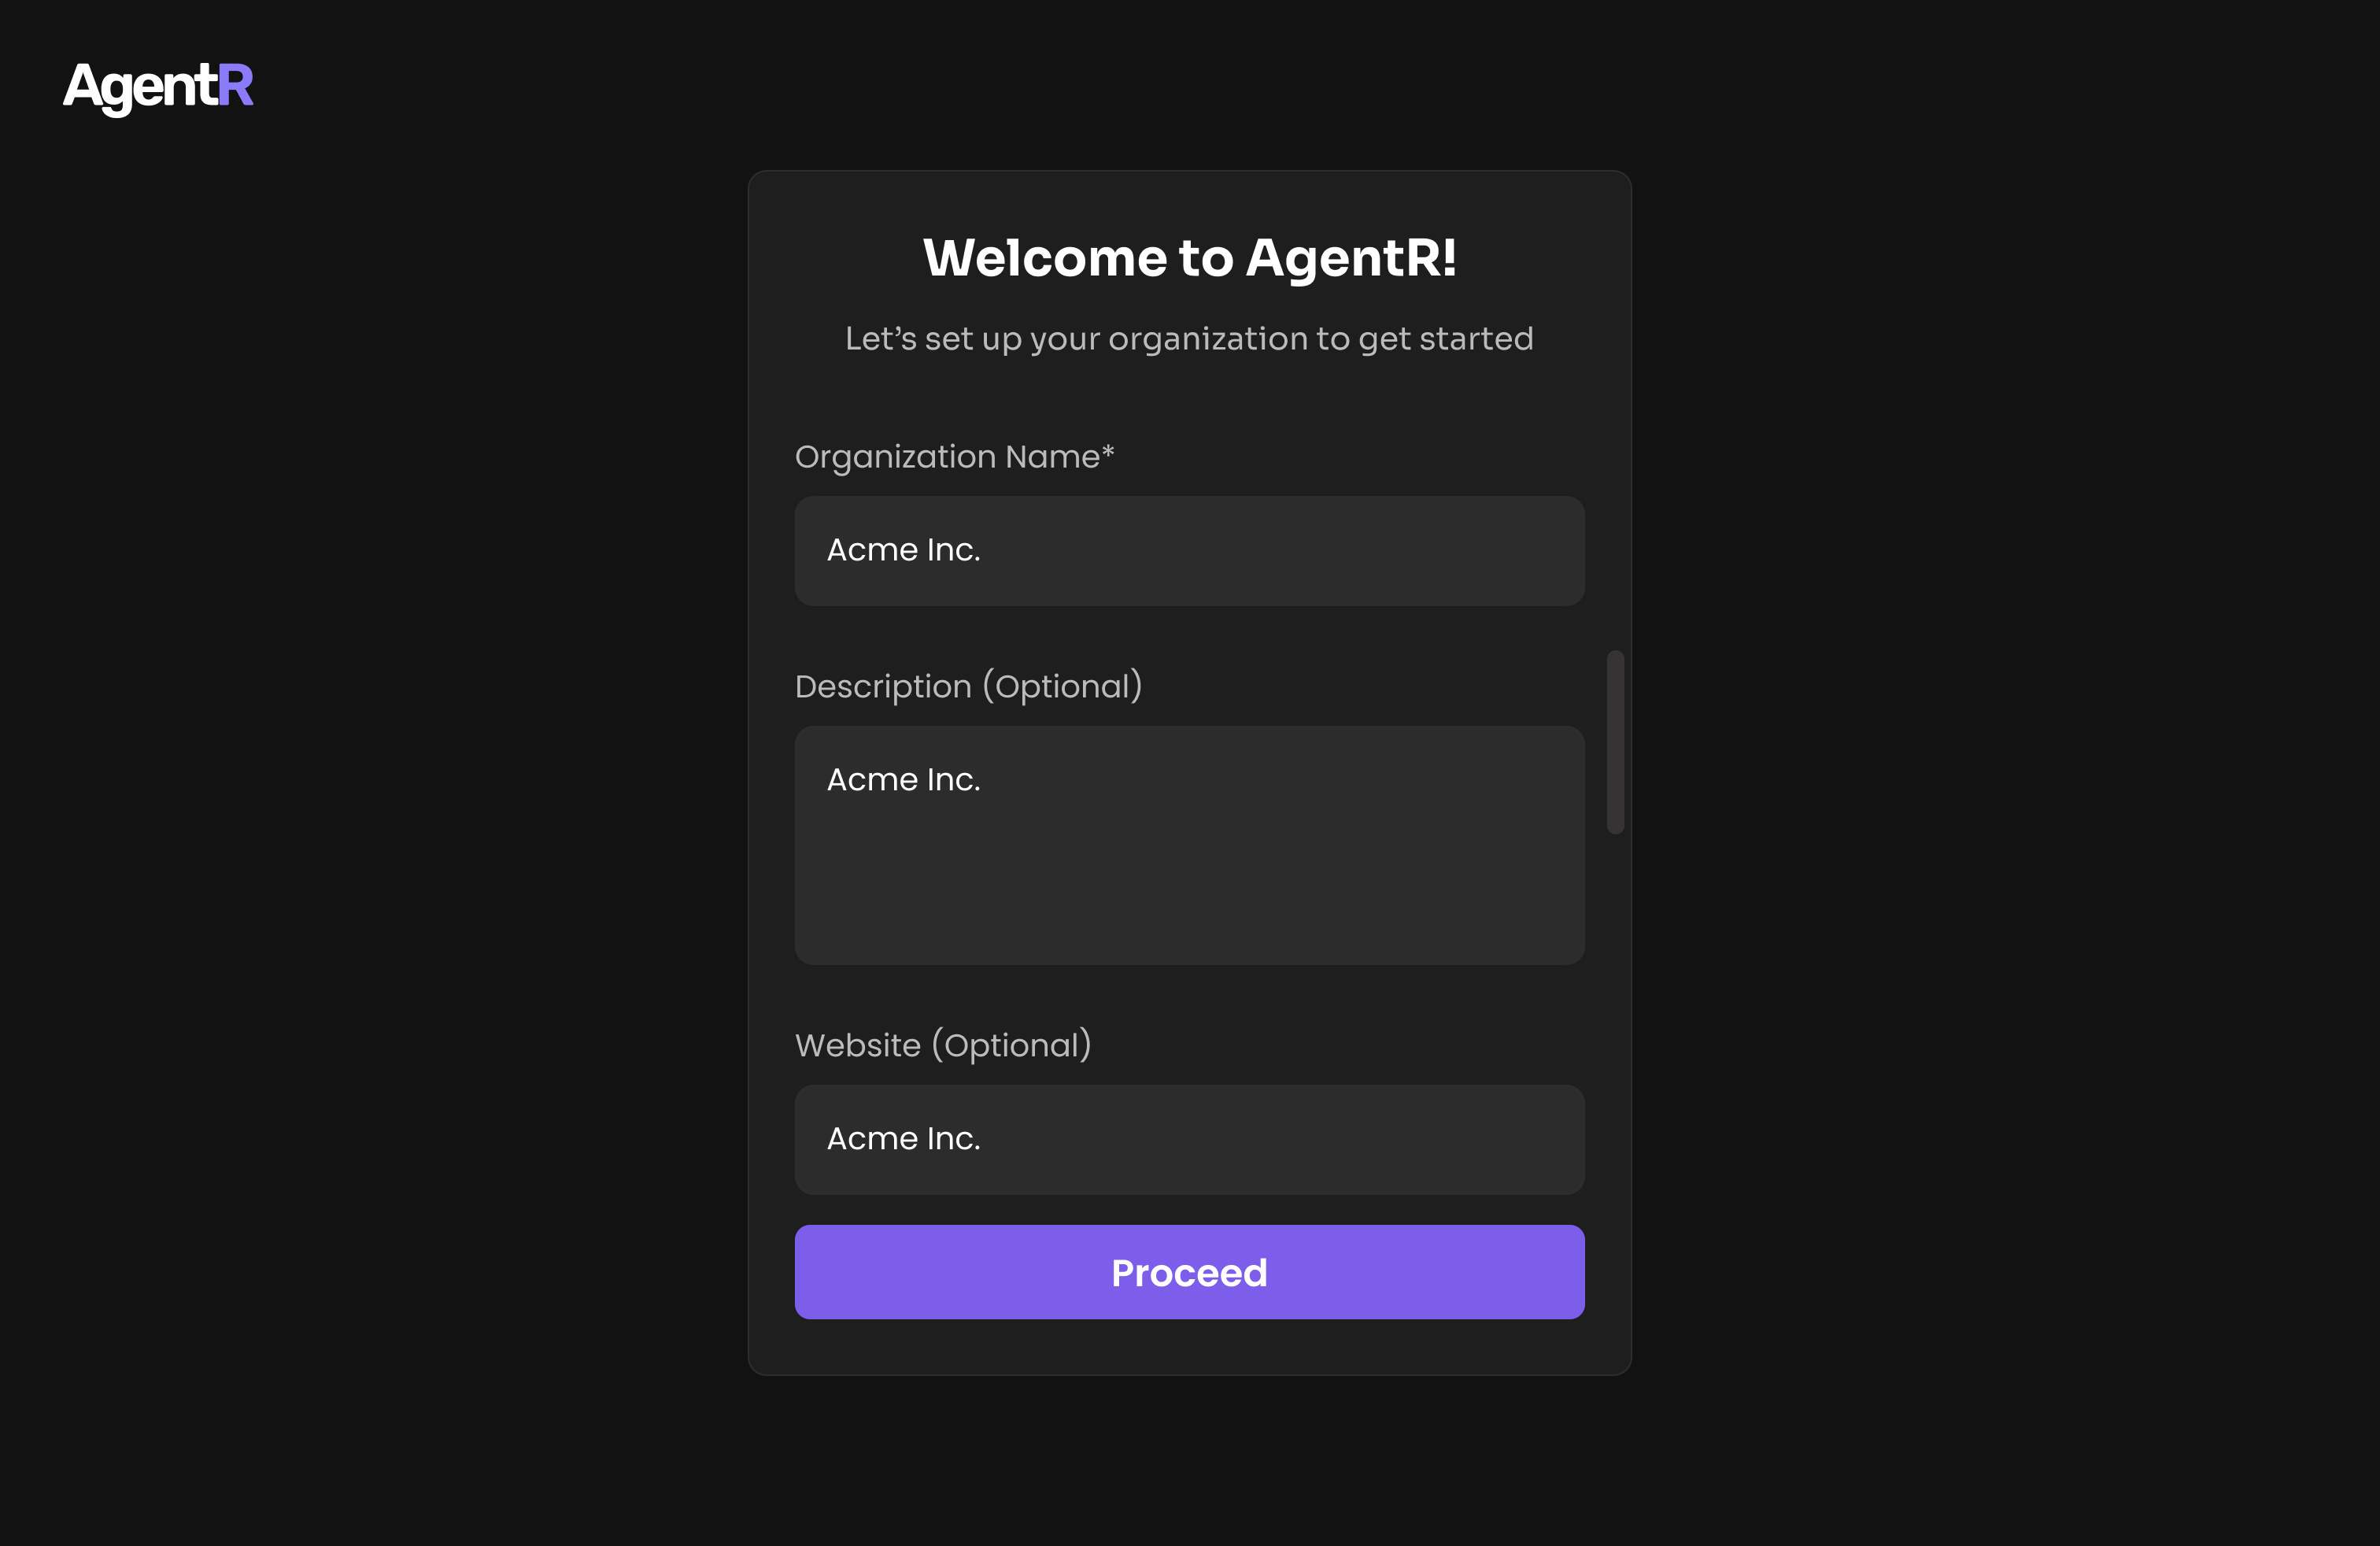 AgentR
Welcome to AgentR!
Let’s set up your organization to get started
Organization Name*
Acme Inc.
Description (Optional)
Acme Inc.
Website (Optional)
Acme Inc.
Proceed